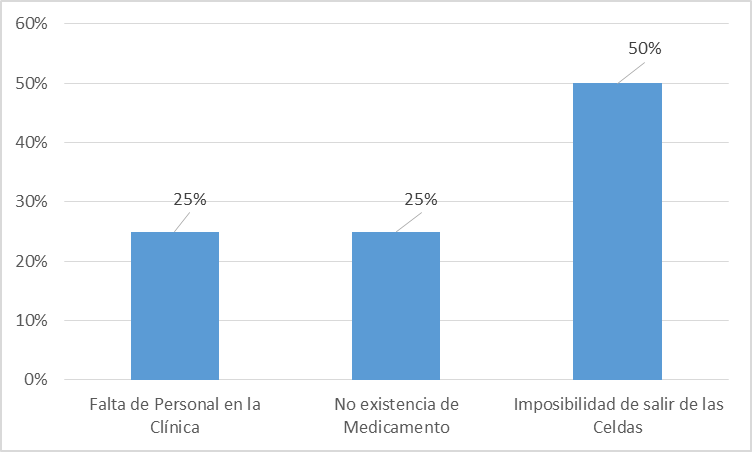 60%
50%
40%
30%
20%
10%
0%
25%
25%
50%
Falta de Personal en la
Clínica
No existencia de
Medicamento
Imposibilidad de salir de las
Celdas